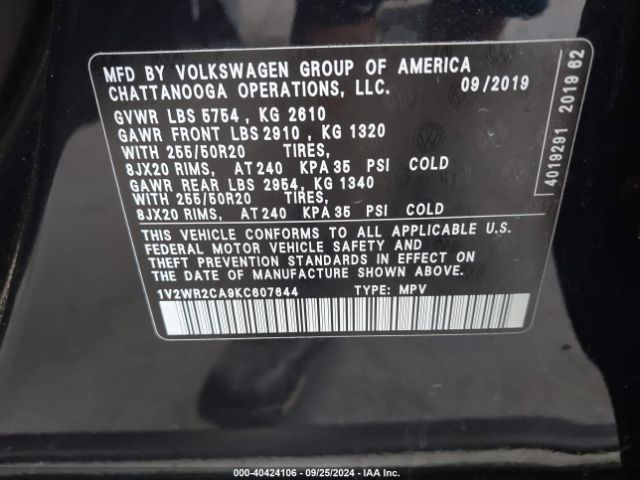 MFD BY VOLKSWAGEN GROUP OF AMERICA
CHATTANOOGA OPERATIONS, LLC. 09/2019
GVWR LBS 5754 , KG 2610
GAWR FRONT LBS 2910 , KG 1320
WITH 255/50R20 TIRES,
8JX20 RIMS, AT 240 KPA 35 PSI COLD
GAWR REAR LBS 2954, KG 1340
WITH 255/50R20 TIRES,
8JX20 RIMS, AT 240 KPA 35 PSI COLD
THIS VEHICLE CONFORMS TO ALL APPLICABLE U.S.
FEDERAL MOTOR VEHICLE SAFETY AND
THEFT PREVENTION STANDARDS IN EFFECT ON
THE DATE OF MANUFACTURE SHOWN ABOVE.
1V2WR2CA9KC607644 TYPE: MPV
4019291 2019 62
000-40424106 - 09/25/2024 - IAA Inc.